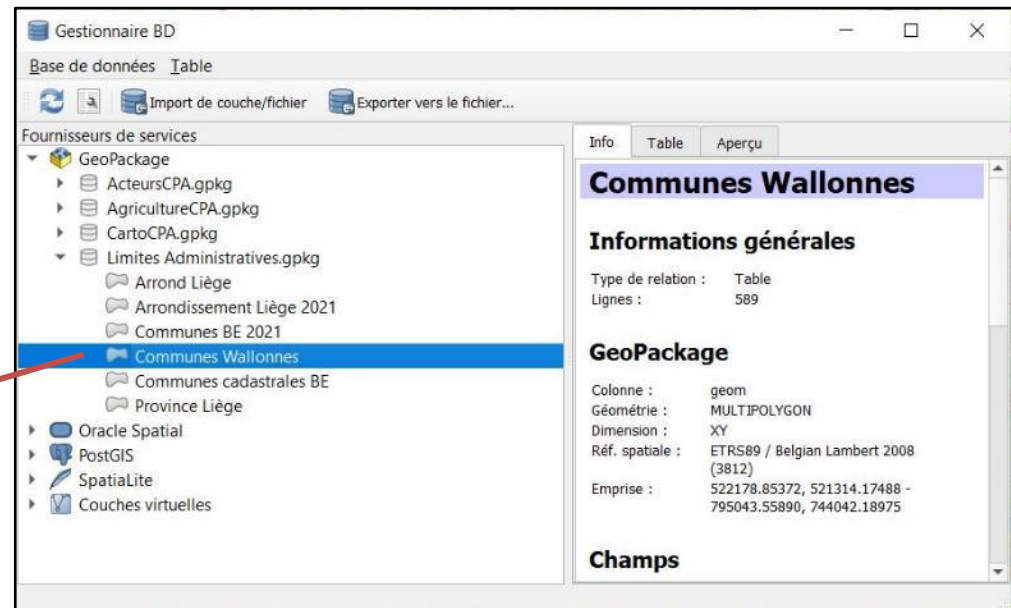 Gestionnaire BD
Base de données Table
Import de couche/fichier Exporter vers le fichier...
Fournisseurs de services
GeoPackage
ActeursCPA.gpkg
AgricultureCPA.gpkg
CartoCPA.gpkg
Limites Administratives.gpkg
Arrond Liège
Arrondissement Liège 2021
Communes BE 2021
Communes Wallonnes
Communes cadastrales BE
Province Liège
Oracle Spatial
PostGIS
SpatiaLite
Couches virtuelles
Info Table Aperçu
Communes Wallonnes
Informations générales
Type de relation : Table
Lignes : 589
GeoPackage
Colonne : geom
Géométrie : MULTIPOLYGON
Dimension : XY
Réf. spatiale : ETRS89 / Belgian Lambert 2008
(3812)
Emprise : 522178.85372, 521314.17488 -
795043.55890, 744042.18975
Champs